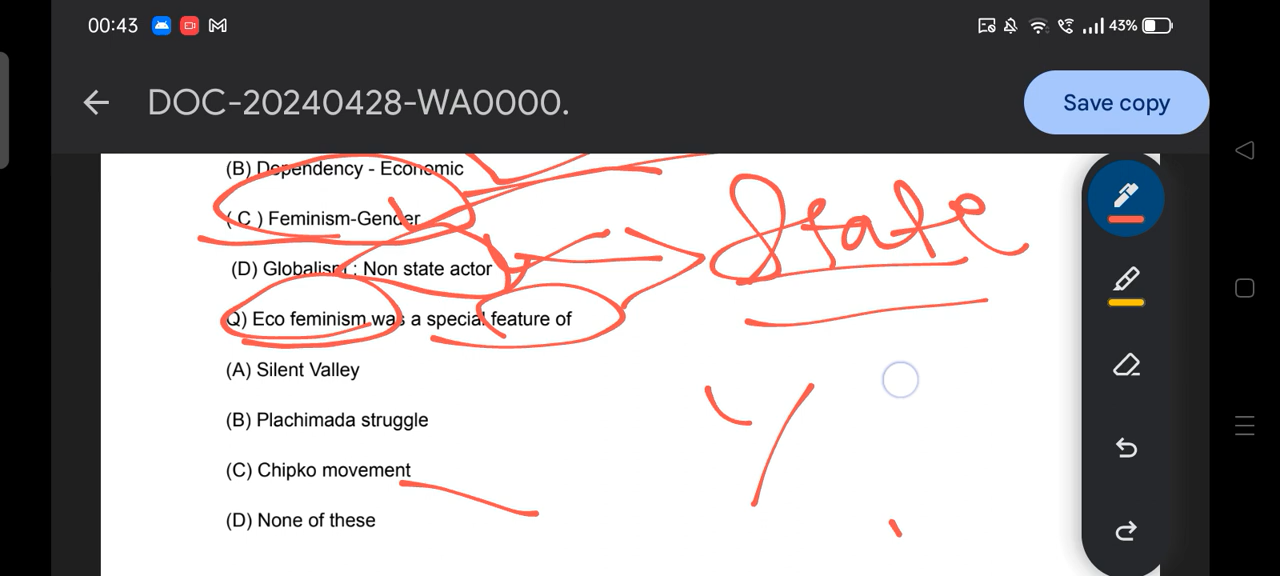 00:43 43%
DOC-20240428-WA0000.
Save copy
(B) Dependency - Economic
( C ) Feminism-Gender
(D) Globalism : Non state actor
Q) Eco feminism was a special feature of
(A) Silent Valley
(B) Plachimada struggle
(C) Chipko movement
(D) None of these
State